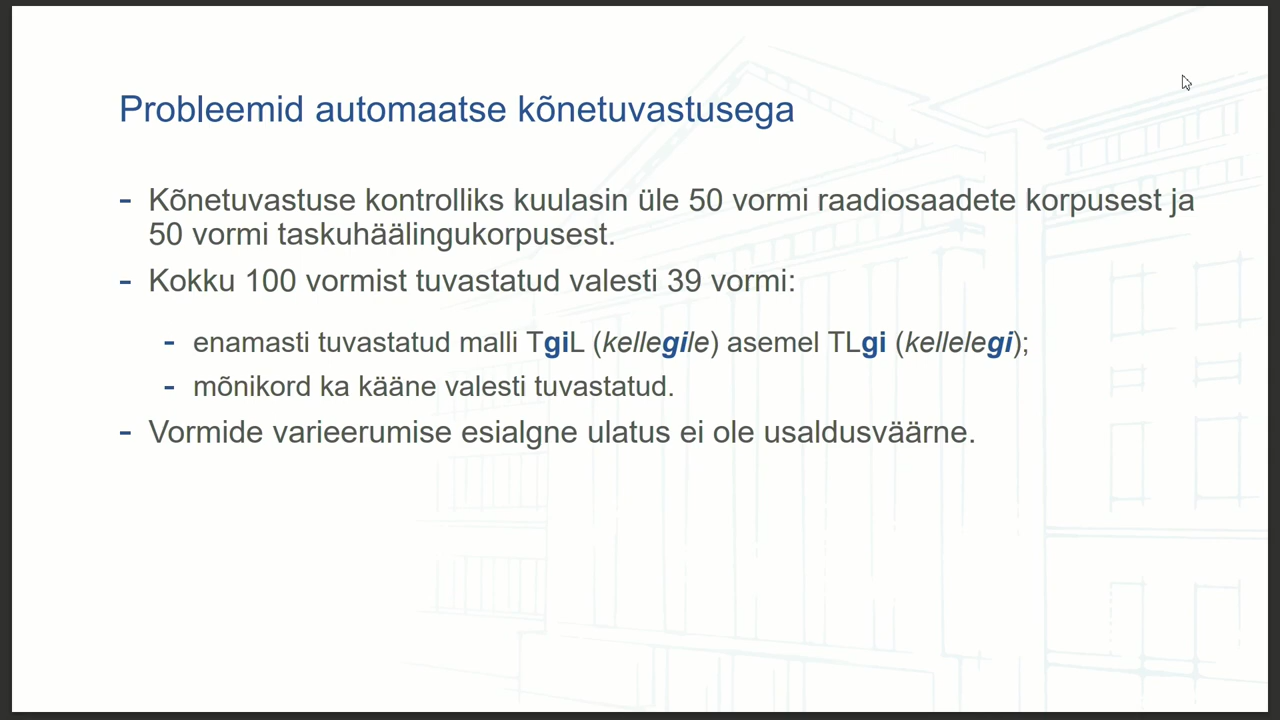 Probleemid automaatse kõnetuvastusega
- Kõnetuvastuse kontrolliks kuulasin üle 50 vormi raadiosaadete korpusest ja
50 vormi taskuhäälingukorpusest.
- Kokku 100 vormist tuvastatud valesti 39 vormi:
- enamasti tuvastatud malli TgiL (kellegile) asemel TLgi (kellelegi);
- mõnikord ka kääne valesti tuvastatud.
- Vormide varieerumise esialgne ulatus ei ole usaldusväärne.